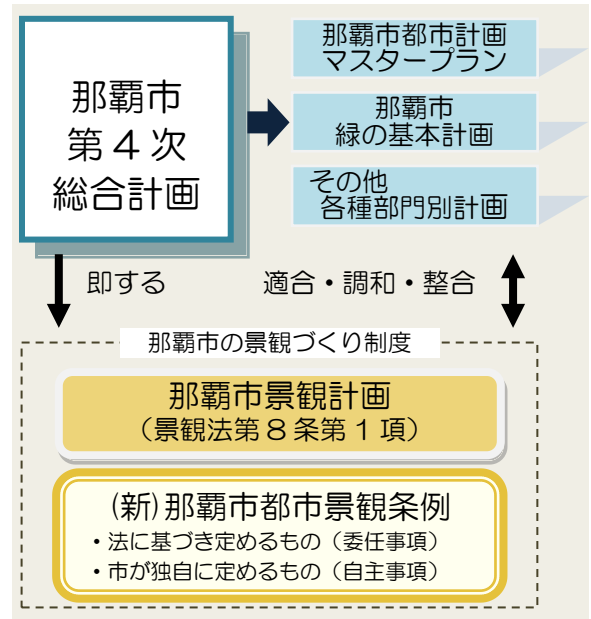 那覇市
第４次
総合計画
那覇市都市計画
マスタープラン
那覇市
緑の基本計画
その他
各種部門別計画
即する
適合・調和・整合
那覇市の景観づくり制度
那覇市景観計画
（景観法第８条第１項）
(新)那覇市都市景観条例
・法に基づき定めるもの（委任事項）
・市が独自に定めるもの（自主事項）